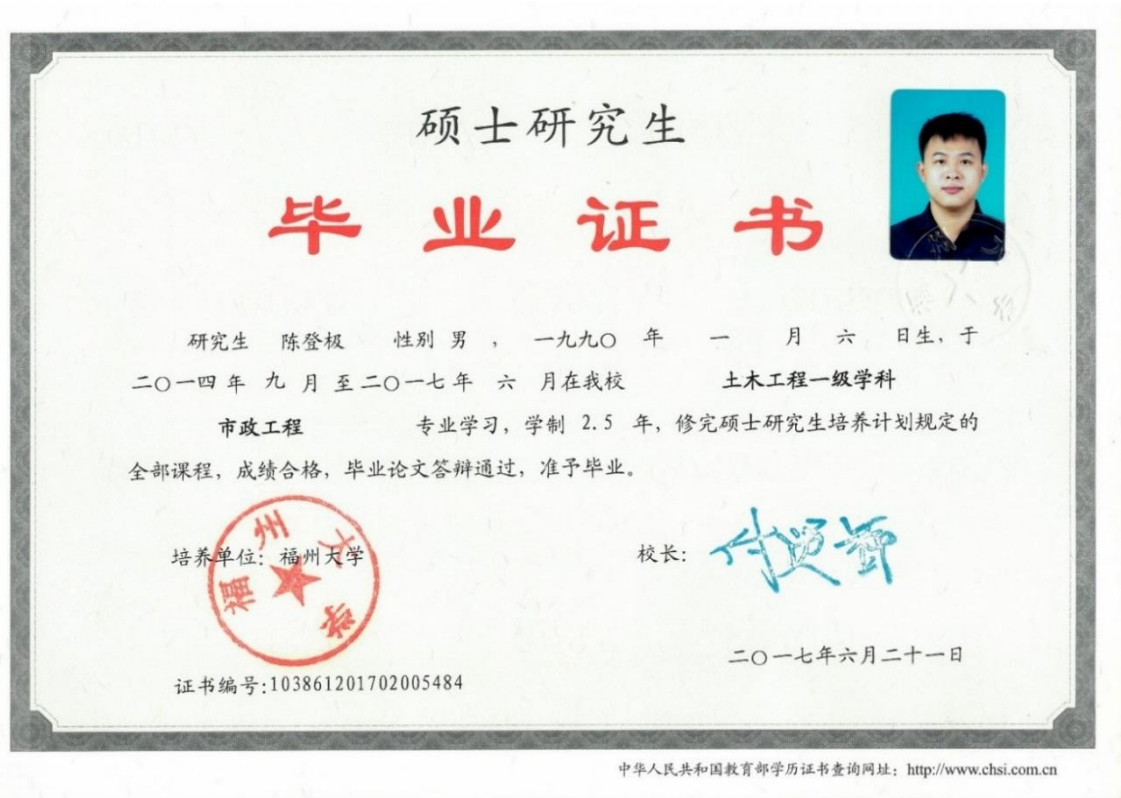 硕士研究生
毕业证书
研究生 陈登极 性别 男 , 一九九〇 年 一 月 六 日生, 于
二〇一四年 九 月 至二〇一七年 六 月在我校 土木工程一级学科
市政工程 专业学习, 学制 2.5 年, 修完硕士研究生培养计划规定的
全部课程, 成绩合格, 毕业论文答辩通过, 准予毕业。
培养单位: 福州大学
福州大学
校长:
二〇一七年六月二十一日
证书编号:103861201702005484
中华人民共和国教育部学历证书查询网址: http://www.chsi.com.cn